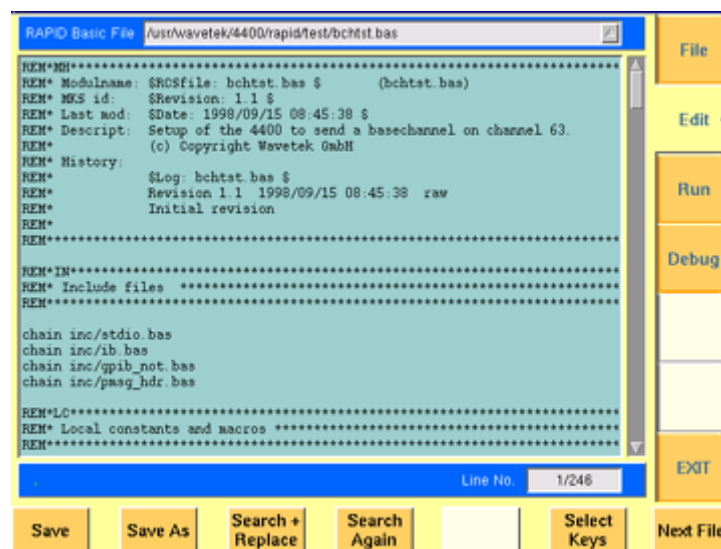 RAPID Basic File /usr/wavetek/4400/rapid/test/bchtst.bas
File
Edit
Run
Debug
EXIT
REM*MH************************************************************************
REM* Modulname: $RCSfile: bchtst.bas $ (bchtst.bas)
REM* MKS id: $Revision: 1.1 $
REM* Last mod: $Date: 1998/09/15 08:45:38 $
REM* Descript: Setup of the 4400 to send a basechannel on channel 63.
REM* (c) Copyright Wavetek GmbH
REM* History:
REM* $Log: bchtst.bas $
REM* Revision 1.1 1998/09/15 08:45:38 raw
REM* Initial revision
REM*
REM***************************************************************************
REM*IN************************************************************************
REM* Include files ************************************************************
REM***************************************************************************
chain inc/stdio.bas
chain inc/ib.bas
chain inc/gpib_not.bas
chain inc/pmsg_hdr.bas
REM*LC************************************************************************
REM* Local constants and macros ***********************************************
REM***************************************************************************
Line No. 1/246
Save
Save As
Search +
Replace
Search
Again
Select
Keys
Next File